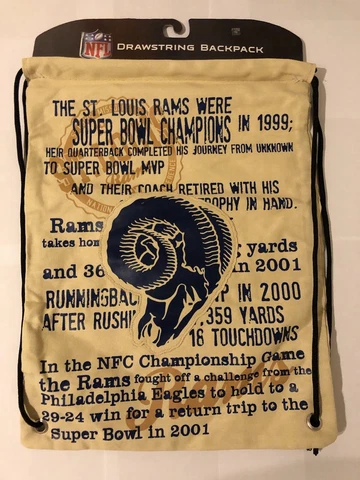 NFL DRAWSTRING BACKPACK
THE ST. LOUIS RAMS WERE
SUPER BOWL CHAMPIONS IN 1999;
HEIR QUARTERBACK COMPLETED HIS JOURNEY FROM UNKNOWN
TO SUPER BOWL MVP
AND THEIR COACH RETIRED WITH HIS
ROPHY IN HAND.
Rams
takes hom yards
and 36 in 2001
RUNNINGBAC P IN 2000
AFTER RUSHI ,359 YARDS
18 TOUCHDOWNS
In the NFC Championship Game
the Rams fought off a challenge from the
Philadelphia Eagles to hold to a
29-24 win for a return trip to the
Super Bowl in 2001